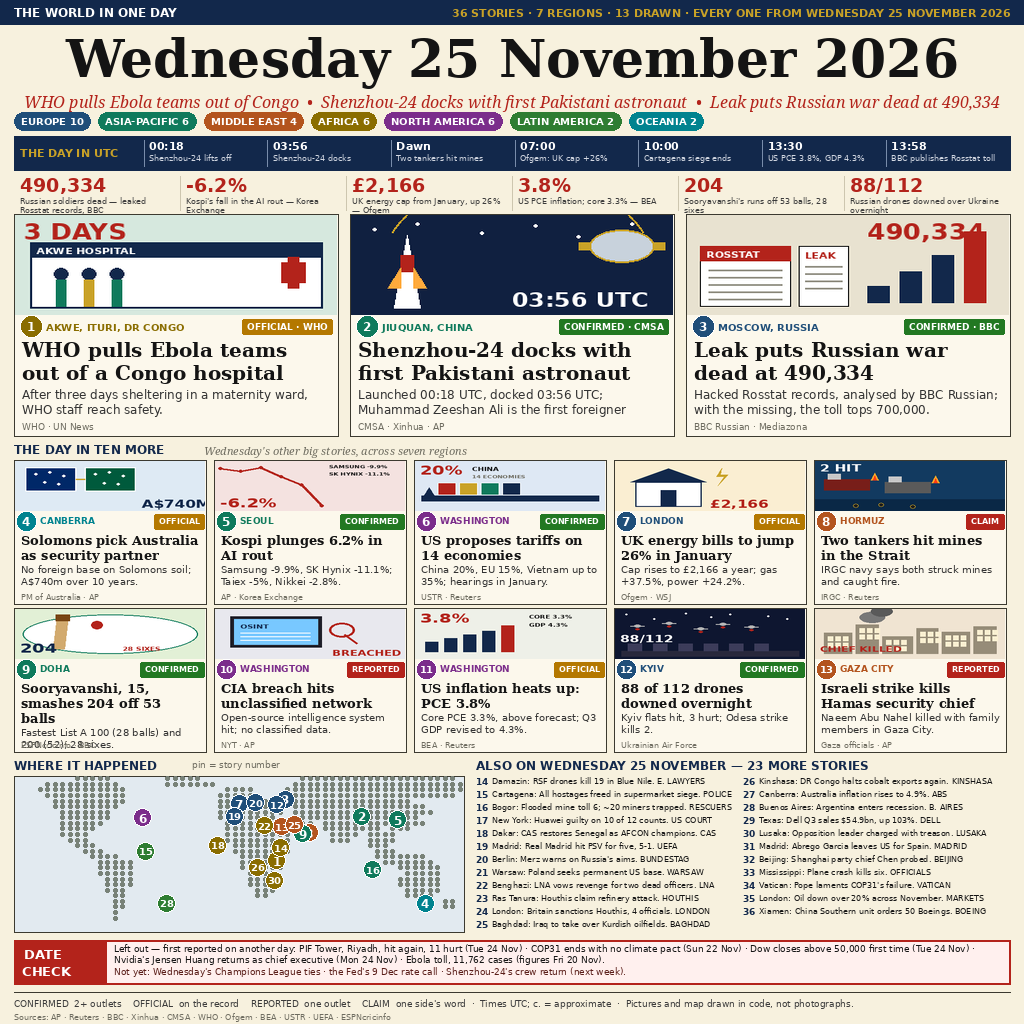 THE WORLD IN ONE DAY
36 STORIES · 7 REGIONS · 13 DRAWN · EVERY ONE FROM WEDNESDAY 25 NOVEMBER 2026
Wednesday 25 November 2026
WHO pulls Ebola teams out of Congo • Shenzhou-24 docks with first Pakistani astronaut • Leak puts Russian war dead at 490,334
EUROPE 10
ASIA-PACIFIC 6
MIDDLE EAST 4
AFRICA 6
NORTH AMERICA 6
LATIN AMERICA 2
OCEANIA 2
THE DAY IN UTC
00:18
Shenzhou-24 lifts off
03:56
Shenzhou-24 docks
Dawn
Two tankers hit mines
07:00
Ofgem: UK cap +26%
10:00
Cartagena siege ends
13:30
US PCE 3.8%, GDP 4.3%
13:58
BBC publishes Rosstat toll
490,334
Russian soldiers dead — leaked
Rosstat records, BBC
-6.2%
Kospi's fall in the AI rout — Korea
Exchange
£2,166
UK energy cap from January, up 26%
— Ofgem
3.8%
US PCE inflation; core 3.3% — BEA
204
Sooryavanshi's runs off 53 balls, 28
sixes
88/112
Russian drones downed over Ukraine
overnight
3 DAYS
AKWE HOSPITAL
1
AKWE, ITURI, DR CONGO
OFFICIAL · WHO
WHO pulls Ebola teams
out of a Congo hospital
After three days sheltering in a maternity ward,
WHO staff reach safety.
WHO · UN News
03:56 UTC
2
JIUQUAN, CHINA
CONFIRMED · CMSA
Shenzhou-24 docks with
first Pakistani astronaut
Launched 00:18 UTC, docked 03:56 UTC;
Muhammad Zeeshan Ali is the first foreigner
CMSA · Xinhua · AP
490,334
ROSSTAT
LEAK
3
MOSCOW, RUSSIA
CONFIRMED · BBC
Leak puts Russian war
dead at 490,334
Hacked Rosstat records, analysed by BBC Russian;
with the missing, the toll tops 700,000.
BBC Russian · Mediazona
THE DAY IN TEN MORE
Wednesday's other big stories, across seven regions
A$740M
4
CANBERRA
OFFICIAL
Solomons pick Australia
as security partner
No foreign base on Solomons soil;
A$740m over 10 years.
PM of Australia · AP
SAMSUNG -9.9%
SK HYNIX -11.1%
-6.2%
5
SEOUL
CONFIRMED
Kospi plunges 6.2% in
AI rout
Samsung -9.9%, SK Hynix -11.1%;
Taiex -5%, Nikkei -2.8%.
AP · Korea Exchange
20%
CHINA
14 ECONOMIES
6
WASHINGTON
CONFIRMED
US proposes tariffs on
14 economies
China 20%, EU 15%, Vietnam up to
35%; hearings in January.
USTR · Reuters
£2,166
7
LONDON
OFFICIAL
UK energy bills to jump
26% in January
Cap rises to £2,166 a year; gas
+37.5%, power +24.2%.
Ofgem · WSJ
2 HIT
8
HORMUZ
CLAIM
Two tankers hit mines
in the Strait
IRGC navy says both struck mines
and caught fire.
IRGC · Reuters
204
28 SIXES
9
DOHA
CONFIRMED
Sooryavanshi, 15,
smashes 204 off 53
balls
Fastest List A 100 (28 balls) and
200 (52); 28 sixes.
OSINT
BREACHED
10
WASHINGTON
REPORTED
CIA breach hits
unclassified network
Open-source intelligence system
hit; no classified data.
NYT · AP
3.8%
CORE 3.3%
GDP 4.3%
11
WASHINGTON
OFFICIAL
US inflation heats up:
PCE 3.8%
Core PCE 3.3%, above forecast; Q3
GDP revised to 4.3%.
BEA · Reuters
88/112
12
KYIV
CONFIRMED
88 of 112 drones
downed overnight
Kyiv flats hit, 3 hurt; Odesa strike
kills 2.
Ukrainian Air Force
CHIEF KILLED
13
GAZA CITY
REPORTED
Israeli strike kills
Hamas security chief
Naeem Abu Nahel killed with family
members in Gaza City.
Gaza officials · AP
WHERE IT HAPPENED
pin = story number
6
15
28
7
20
12
19
22
25
9
18
14
26
1
30
2
5
16
4
ALSO ON WEDNESDAY 25 NOVEMBER — 23 MORE STORIES
14 Damazin: RSF drones kill 19 in Blue Nile. E. LAWYERS
15 Cartagena: All hostages freed in supermarket siege. POLICE
16 Bogor: Flooded mine toll 6; ~20 miners trapped. RESCUERS
17 New York: Huawei guilty on 10 of 12 counts. US COURT
18 Dakar: CAS restores Senegal as AFCON champions. CAS
19 Madrid: Real Madrid hit PSV for five, 5-1. UEFA
20 Berlin: Merz warns on Russia's aims. BUNDESTAG
21 Warsaw: Poland seeks permanent US base. WARSAW
22 Benghazi: LNA vows revenge for two dead officers. LNA
23 Ras Tanura: Houthis claim refinery attack. HOUTHIS
24 London: Britain sanctions Houthis, 4 officials. LONDON
25 Baghdad: Iraq to take over Kurdish oilfields. BAGHDAD
26 Kinshasa: DR Congo halts cobalt exports again. KINSHASA
27 Canberra: Australia inflation rises to 4.9%. ABS
28 Buenos Aires: Argentina enters recession. B. AIRES
29 Texas: Dell Q3 sales $54.9bn, up 103%. DELL
30 Lusaka: Opposition leader charged with treason. LUSAKA
31 Madrid: Abrego Garcia leaves US for Spain. MADRID
32 Beijing: Shanghai party chief Chen probed. BEIJING
33 Mississippi: Plane crash kills six. OFFICIALS
34 Vatican: Pope laments COP31's failure. VATICAN
35 London: Oil down over 20% across November. MARKETS
36 Xiamen: China Southern unit orders 50 Boeings. BOEING
DATE
CHECK
Left out — first reported on another day: PIF Tower, Riyadh, hit again, 11 hurt (Tue 24 Nov) · COP31 ends with no climate pact (Sun 22 Nov) · Dow closes above 50,000 first time (Tue 24 Nov) ·
Nvidia's Jensen Huang returns as chief executive (Mon 24 Nov) · Ebola toll, 11,762 cases (figures Fri 20 Nov).
Not yet: Wednesday's Champions League ties · the Fed's 9 Dec rate call · Shenzhou-24's crew return (next week).
CONFIRMED 2+ outlets OFFICIAL on the record REPORTED one outlet CLAIM one side's word · Times UTC; c. = approximate · Pictures and map drawn in code, not photographs.
Sources: AP · Reuters · BBC · Xinhua · CMSA · WHO · Ofgem · BEA · USTR · UEFA · ESPNcricinfo